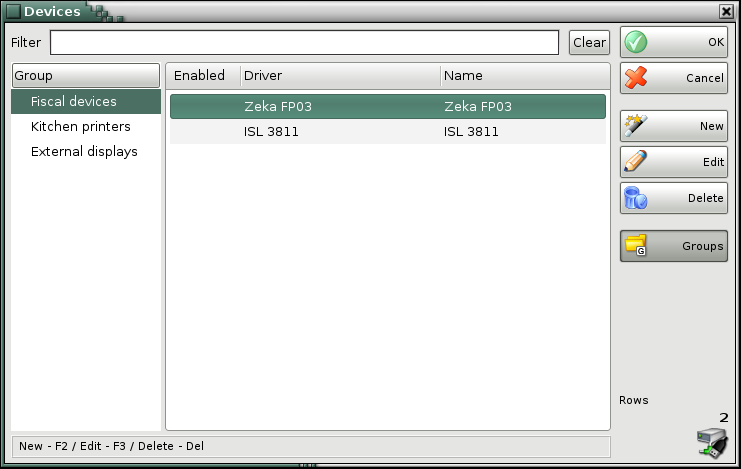 Devices
Filter
Clear
OK
Group
Enabled Driver Name
Cancel
Fiscal devices
Zeka FP03 Zeka FP03
Kitchen printers
ISL 3811 ISL 3811
New
External displays
Edit
Delete
G Groups
Rows
2
New - F2 / Edit - F3 / Delete - Del